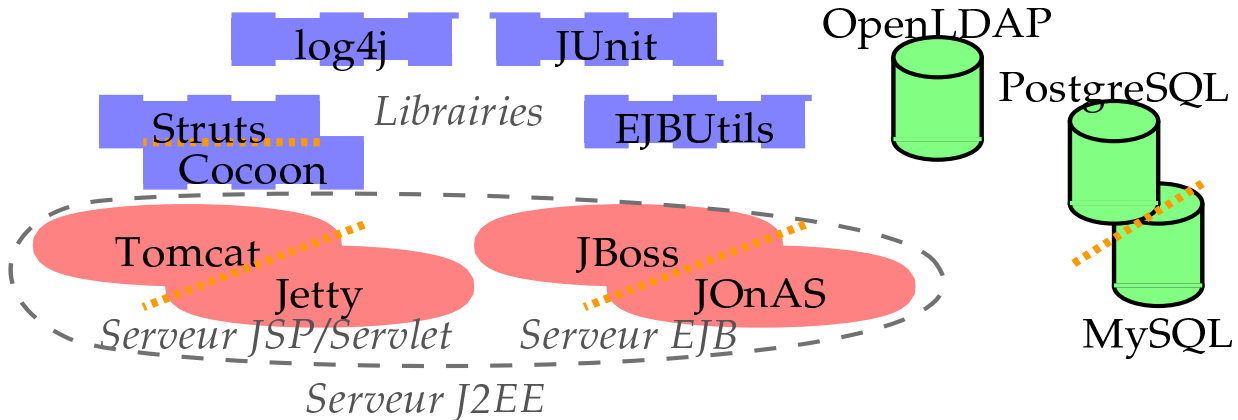 OpenLDAP
log4j
JUnit
PostgreSQL
Librairies
Struts
EJBUtils
Cocoon
Tomcat
JBoss
Jetty
JOnAS
Serveur JSP/Servlet
Serveur EJB
MySQL
Serveur J2EE